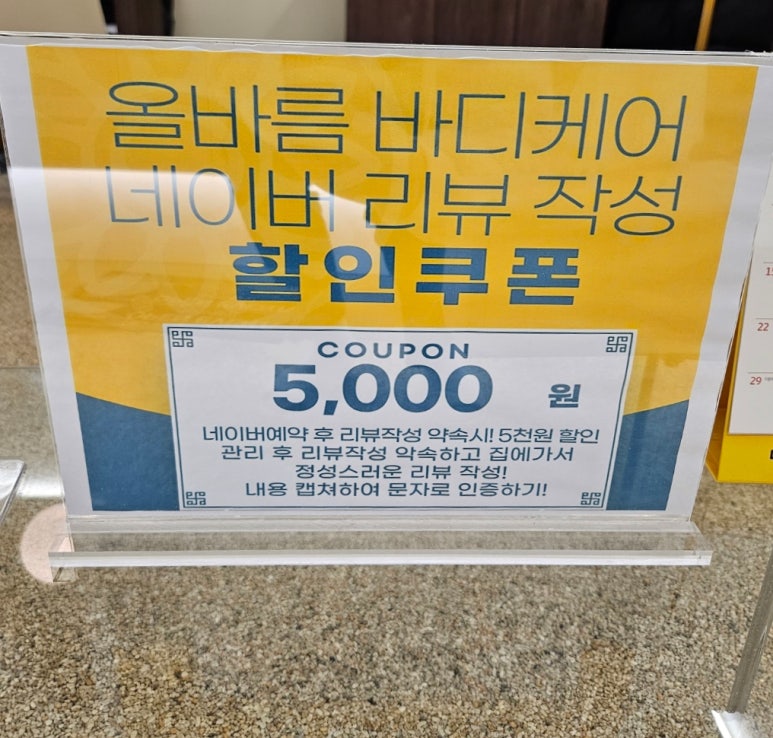 올바름 바디케어
네이버 리뷰 작성
할인쿠폰
COUPON
5,000 원
네이버예약 후 리뷰작성 약속시! 5천원 할인
관리 후 리뷰작성 약속하고 집에가서
정성스러운 리뷰 작성!
내용 캡쳐하여 문자로 인증하기!
22
29